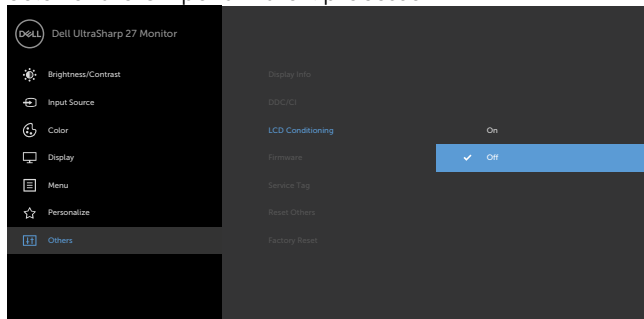 DELL Dell UltraSharp 27 Monitor
Brightness/Contrast
Display Info
Input Source
DDC/CI
Color
LCD Conditioning
On
Display
Firmware
Off
Menu
Service Tag
Personalize
Reset Others
Others
Factory Reset